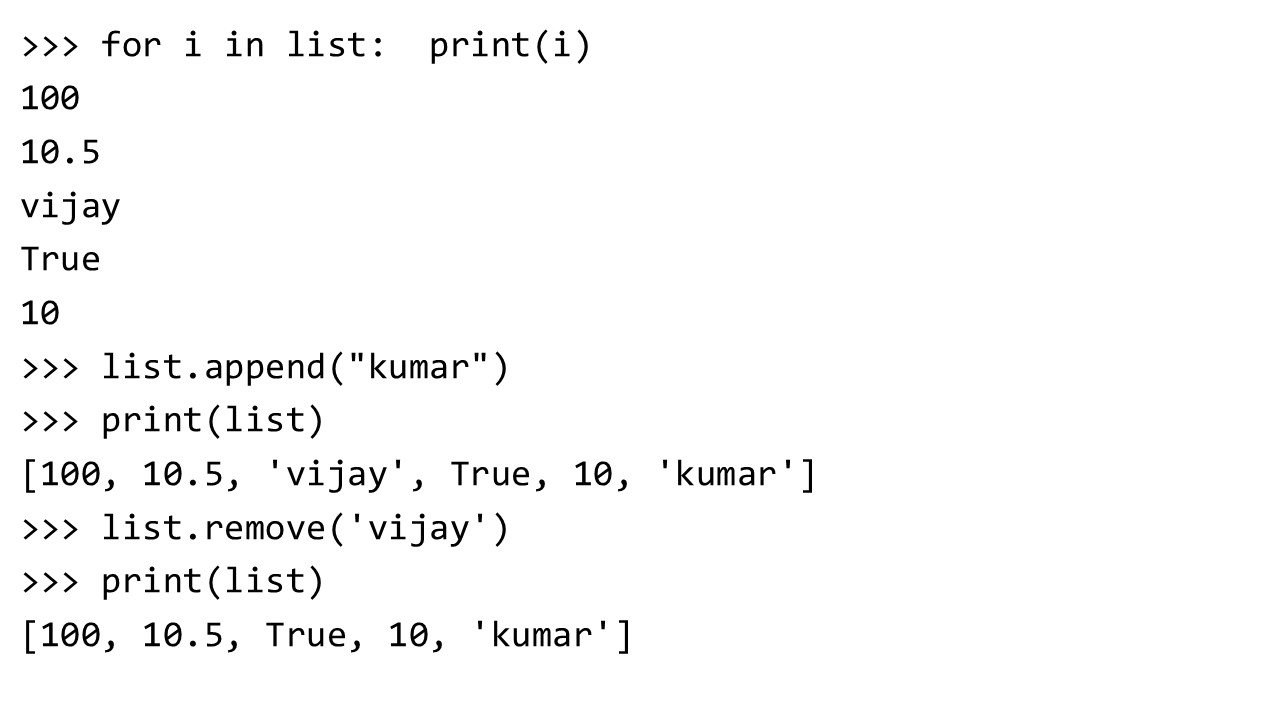 >>> for i in list:  print(i)
100
10.5
vijay
True
10
>>> list.append("kumar")
>>> print(list)
[100, 10.5, 'vijay', True, 10, 'kumar']
>>> list.remove('vijay')
>>> print(list)
[100, 10.5, True, 10, 'kumar']